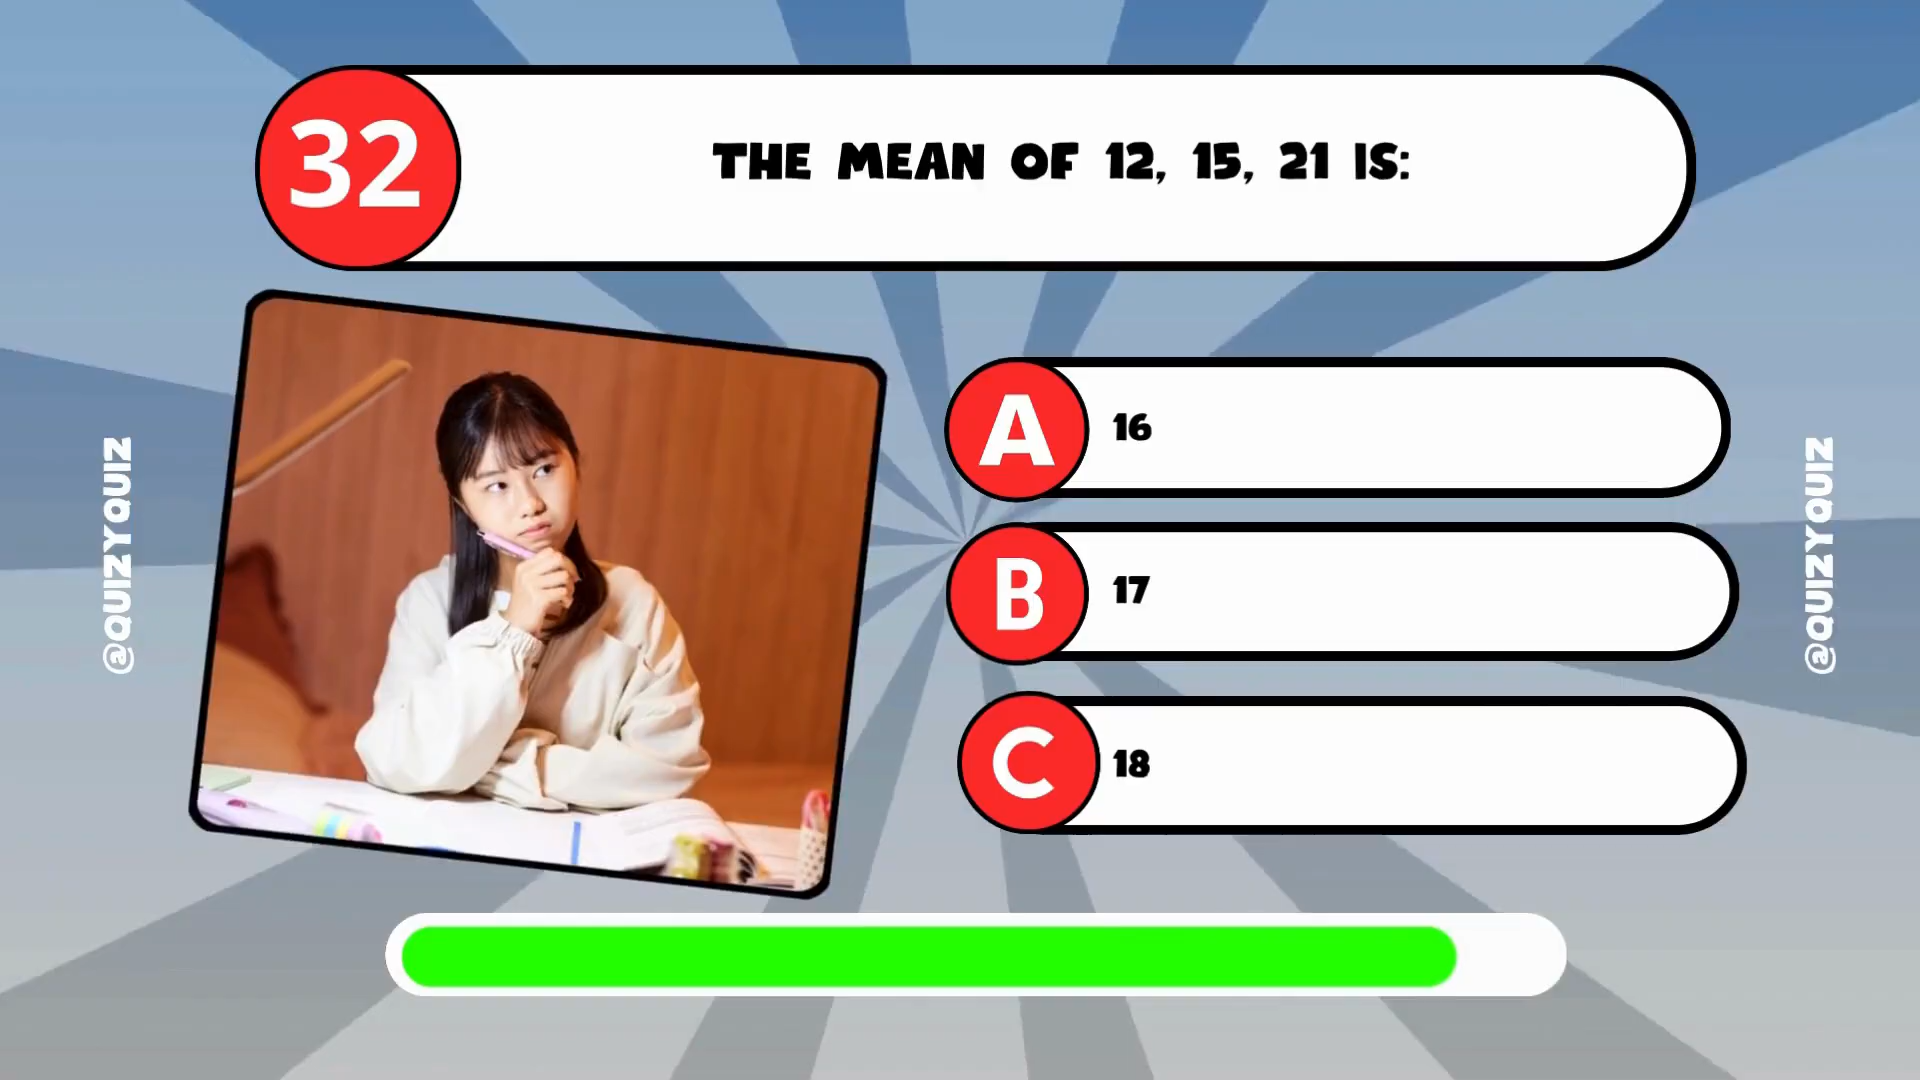 32
THE MEAN OF 12, 15, 21 IS:
A
16
B
17
C
18
@QUIZYQUIZ
@QUIZYQUIZ